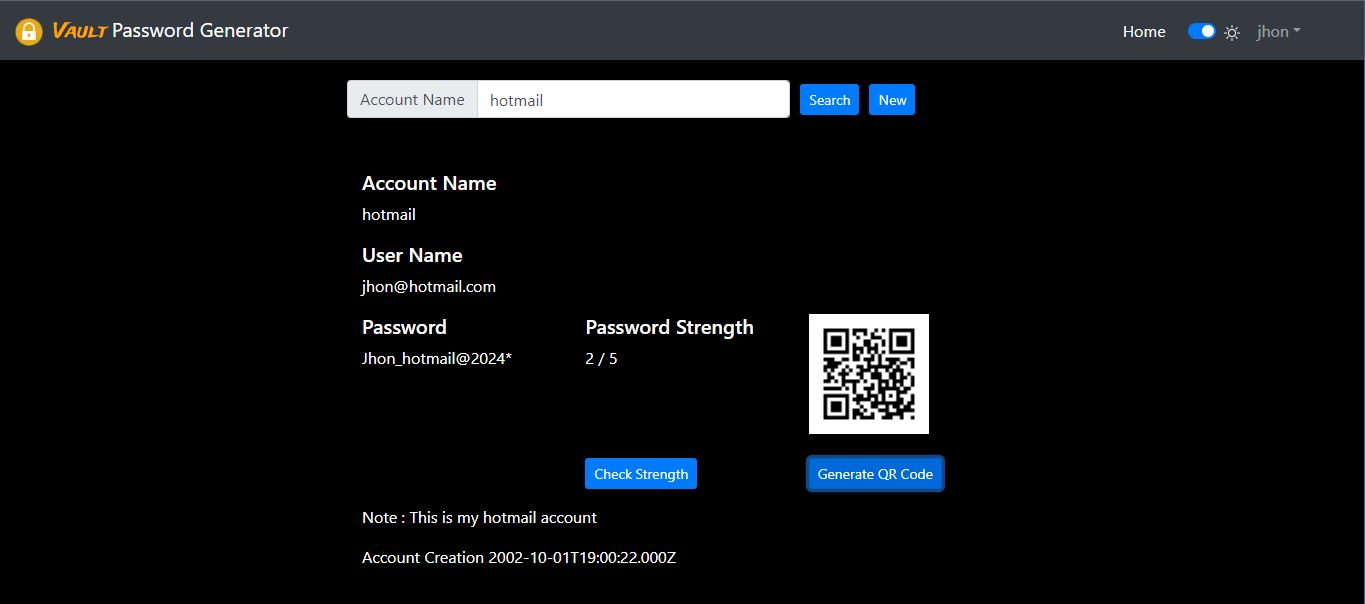 VAULT Password Generator
Home
jhon
Account Name
hotmail
Search
New
Account Name
hotmail
User Name
jhon@hotmail.com
Password
Password Strength
Jhon_hotmail@2024*
2 / 5
Check Strength
Generate QR Code
Note : This is my hotmail account
Account Creation 2002-10-01T19:00:22.000Z